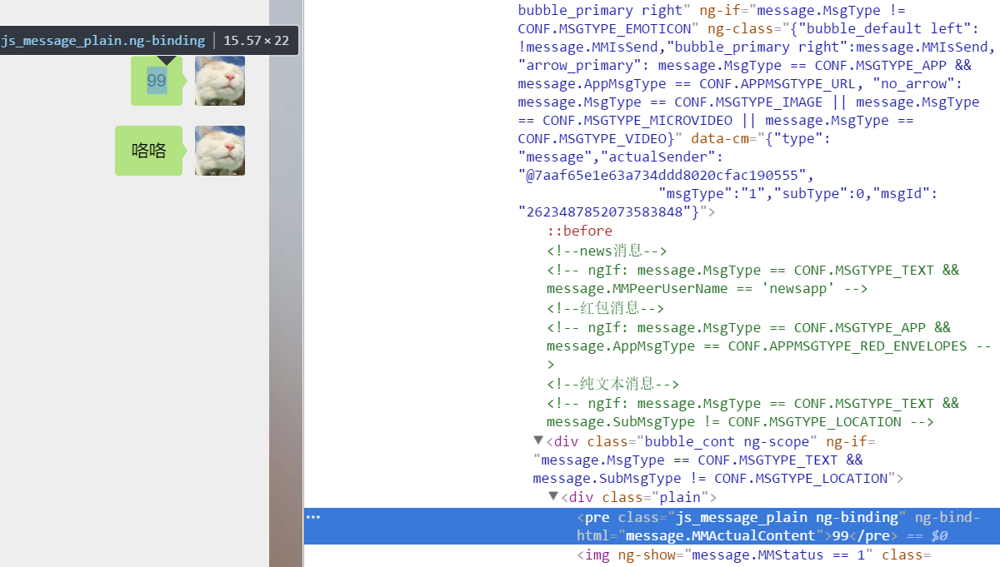 js_message_plain.ng-binding | 15.57 × 22
99
咯咯
bubble_primary right" ng-if="message.MsgType !=
CONF.MSGTYPE_EMOTICON" ng-class="{"bubble_default left":
!message.MMIsSend,"bubble_primary right":message.MMIsSend,
"arrow_primary": message.MsgType == CONF.MSGTYPE_APP &&
message.AppMsgType == CONF.APPMSGTYPE_URL, "no_arrow":
message.MsgType == CONF.MSGTYPE_IMAGE || message.MsgType
== CONF.MSGTYPE_MICROVIDEO || message.MsgType ==
CONF.MSGTYPE_VIDEO}" data-cm="{"type":
"message","actualSender":
"@7aaf65e1e63a734ddd8020cfac190555",
"msgType":"1","subType":0,"msgId":
"2623487852073583848"}">
::before
<!--news消息-->
<!-- ngIf: message.MsgType == CONF.MSGTYPE_TEXT &&
message.MMPeerUserName == 'newsapp' -->
<!--红包消息-->
<!-- ngIf: message.MsgType == CONF.MSGTYPE_APP &&
message.AppMsgType == CONF.APPMSGTYPE_RED_ENVELOPES --
>
<!--纯文本消息-->
<!-- ngIf: message.MsgType == CONF.MSGTYPE_TEXT &&
message.SubMsgType != CONF.MSGTYPE_LOCATION -->
▼<div class="bubble_cont ng-scope" ng-if=
"message.MsgType == CONF.MSGTYPE_TEXT &&
message.SubMsgType != CONF.MSGTYPE_LOCATION">
▼<div class="plain">
<pre class="js_message_plain ng-binding" ng-bind-
html="message.MMActualContent">99</pre> == $0
<img ng-show="message.MMStatus == 1" class=